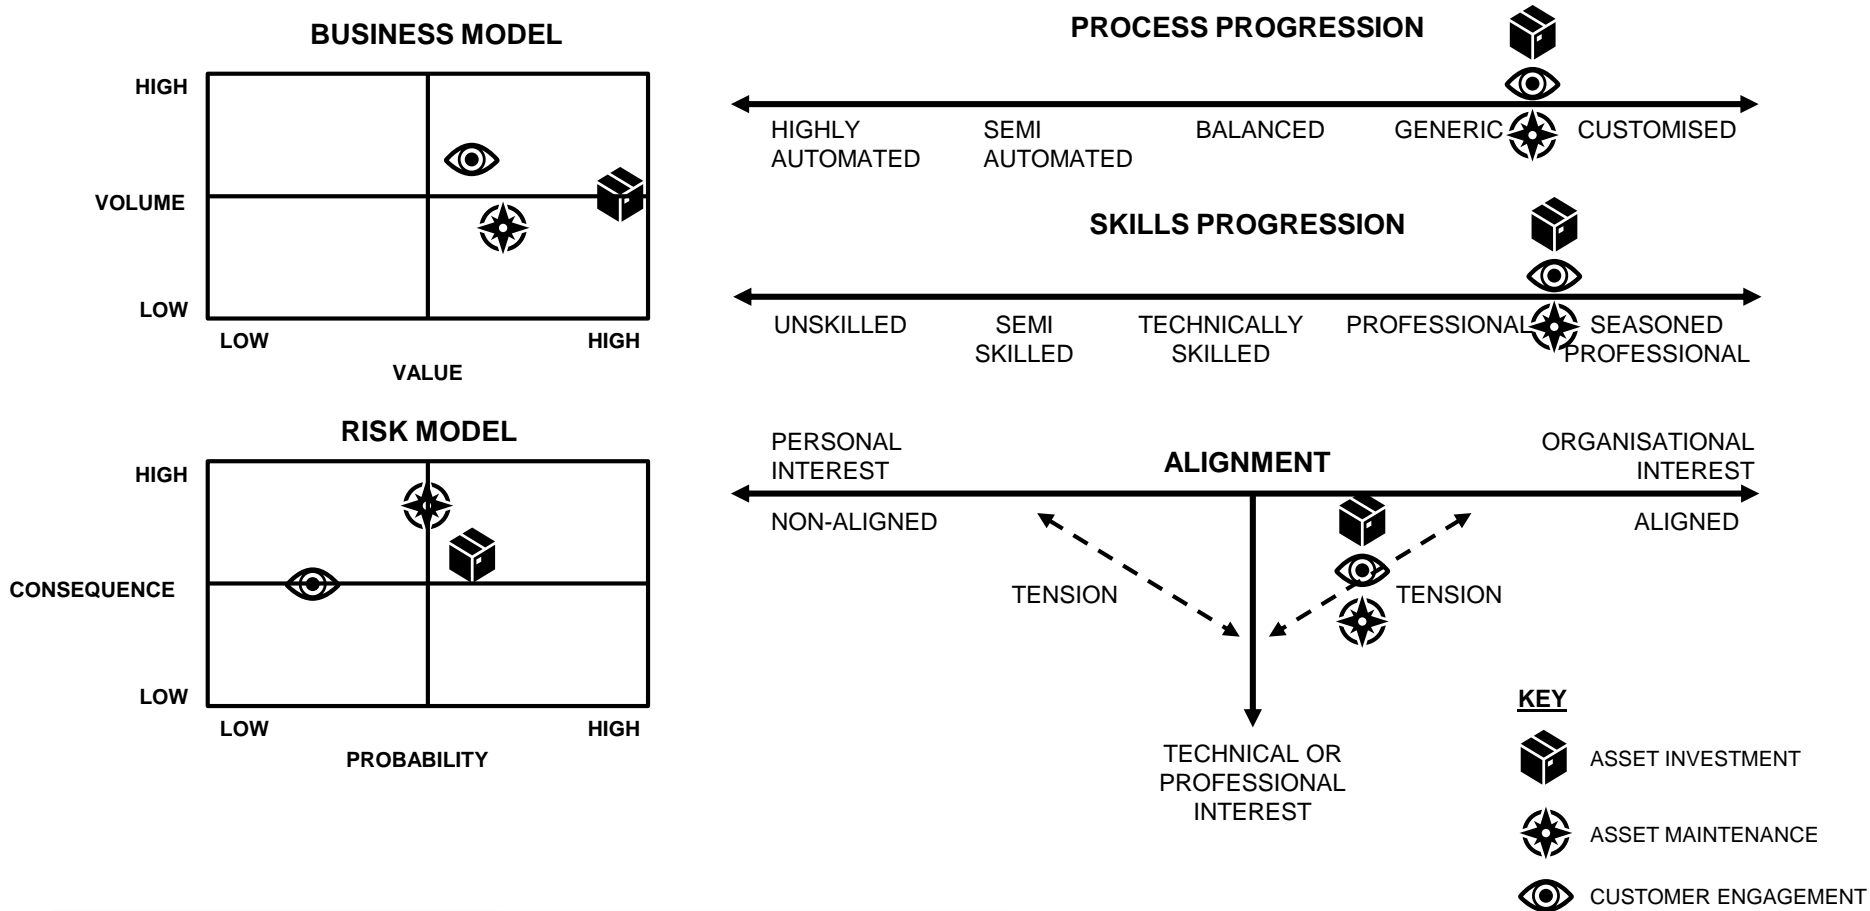 BUSINESS MODEL
HIGH
VOLUME
LOW
LOW
HIGH
VALUE
RISK MODEL
HIGH
CONSEQUENCE
LOW
LOW
HIGH
PROBABILITY
PROCESS PROGRESSION
HIGHLY
AUTOMATED
SEMI
AUTOMATED
BALANCED
GENERIC
CUSTOMISED
SKILLS PROGRESSION
UNSKILLED
SEMI
SKILLED
TECHNICALLY
SKILLED
PROFESSIONAL
SEASONED
PROFESSIONAL
PERSONAL
INTEREST
ALIGNMENT
ORGANISATIONAL
INTEREST
NON-ALIGNED
ALIGNED
TENSION
TENSION
TECHNICAL OR
PROFESSIONAL
INTEREST
KEY
ASSET INVESTMENT
ASSET MAINTENANCE
CUSTOMER ENGAGEMENT